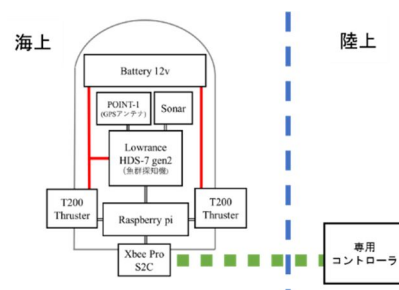 海上
陸上
Battery 12v
POINT-1
(GPSアンテナ)
Sonar
Lowrance
HDS-7 gen2
(魚群探知機)
T200
Thruster
Raspberry pi
T200
Thruster
Xbee Pro
S2C
専用
コントローラ